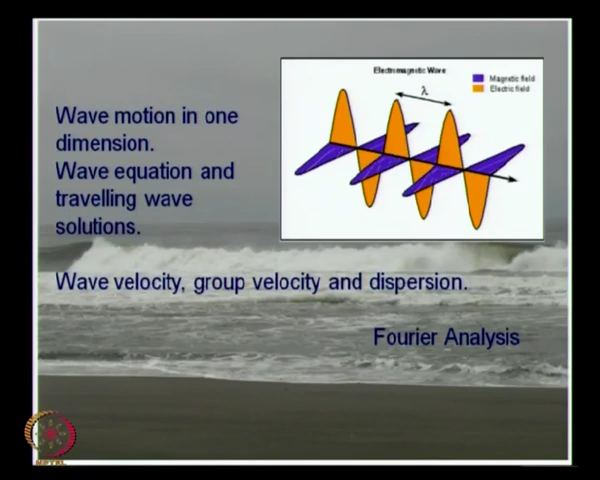 Electromagnetic Wave
Magnetic field
Electric field
λ
Wave motion in one
dimension.
Wave equation and
travelling wave
solutions.
Wave velocity, group velocity and dispersion.
Fourier Analysis
NPTEL